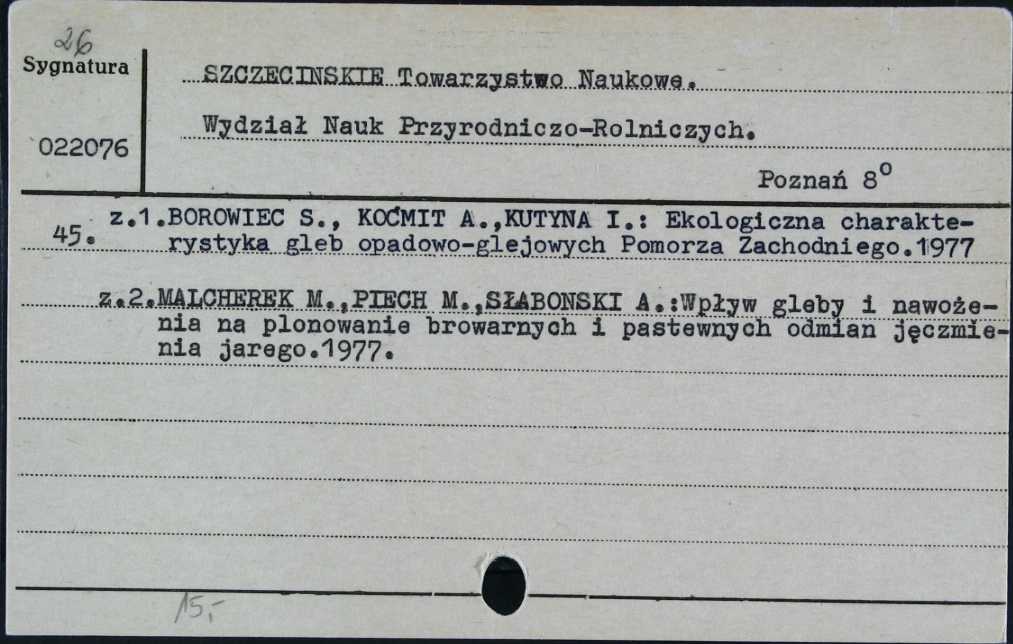 26
Sygnatura
SZCZECINSKIE Towarzystwo Naukowe.
Wydział Nauk Przyrodniczo-Rolniczych.
022076
Poznań 8o
45. z.1.BOROWIEC S., KOĆMIT A.,KUTYNA I.: Ekologiczna charakte-
rystyka gleb opadowo-glejowych Pomorza Zachodniego.1977
z.2.MALCHEREK M.,PIECH M.,SŁABONSKI A.:Wpływ gleby i nawoże-
nia na plonowanie browarnych i pastewnych odmian jęczmie-
nia jarego.1977.
15,-